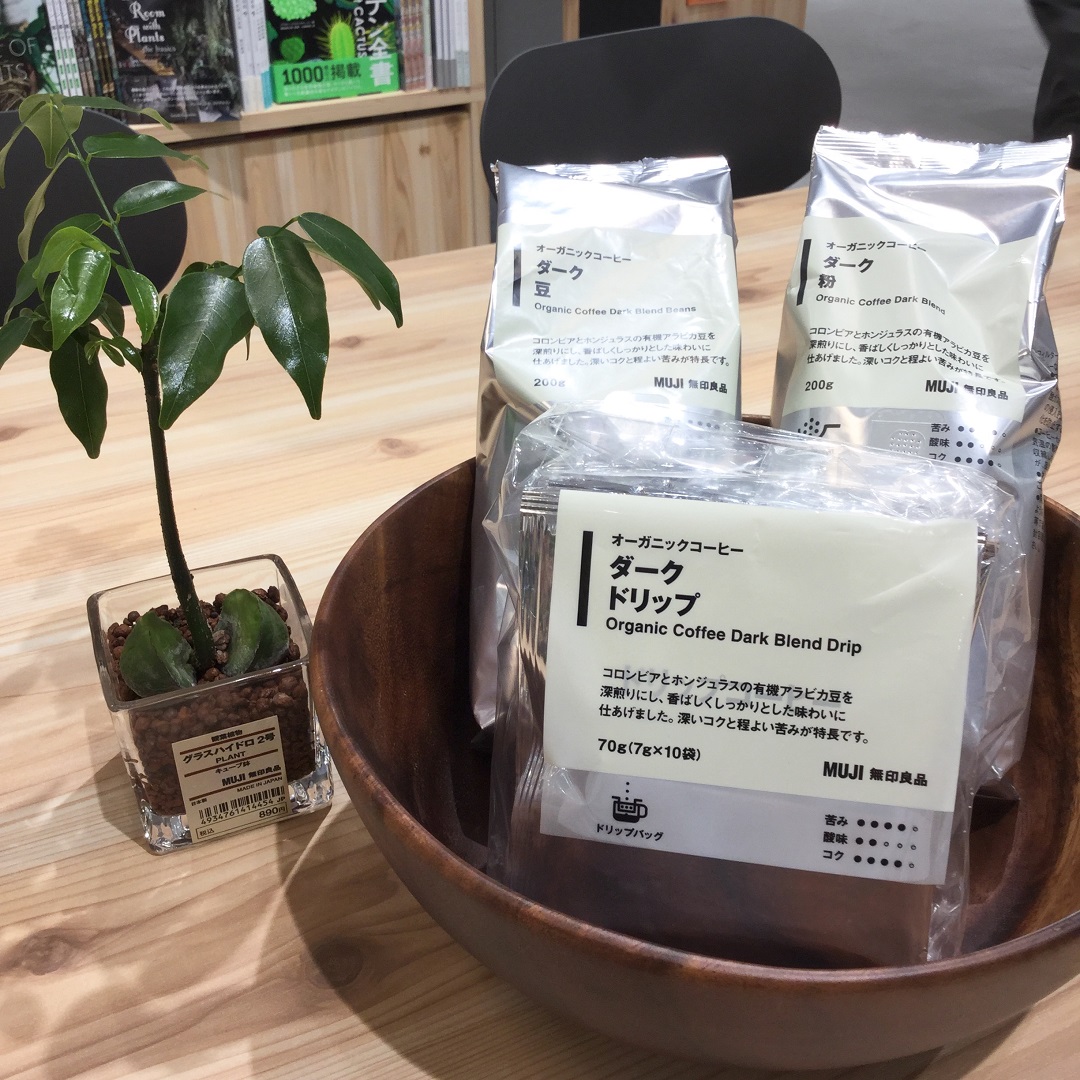 Room
with
Plants
the basics
CACTUS
全書
1000
掲載
オーガニックコーヒー
ダーク
豆
Organic Coffee Dark Blend Beans
コロンビアとホンジュラスの有機アラビカ豆を
深煎りにし、香ばしくしっかりとした味わいに
仕あげました。深いコクと程よい苦みが特長です。
200g
MUJI 無印良品
オーガニックコーヒー
ダーク
粉
Organic Coffee Dark Blend
コロンビアとホンジュラスの有機アラビカ豆を
深煎りにし、香ばしくしっかりとした味わいに
仕あげました。深いコクと程よい苦みが特長です。
200g
MUJI 無印良品
苦み
酸味
コク
オーガニックコーヒー
ダーク
ドリップ
Organic Coffee Dark Blend Drip
コロンビアとホンジュラスの有機アラビカ豆を
深煎りにし、香ばしくしっかりとした味わいに
仕あげました。深いコクと程よい苦みが特長です。
70g(7g×10袋)
MUJI 無印良品
ドリップバッグ
苦み ●●●●○
酸味 ●●○○○
コク ●●●●○
観葉植物
グラスハイドロ 2号
PLANT
キューブ鉢
MUJI 無印良品
日本製
MADE IN JAPAN
4934761414454 JP
税込
890円